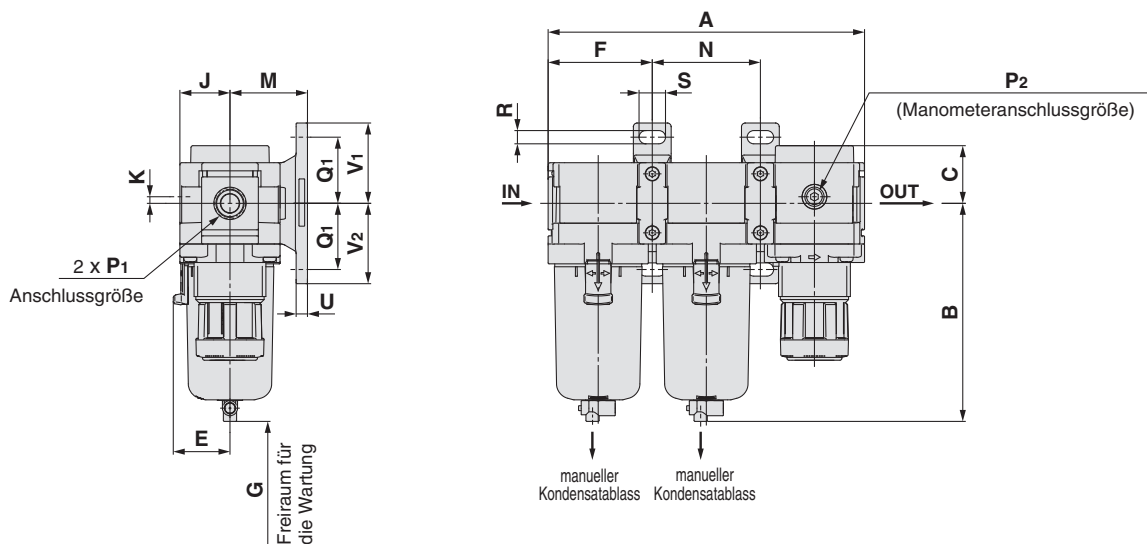 A
F
N
S
R
P2
(Manometeranschlussgröße)
C
IN
OUT
B
manueller
Kondensatablass
manueller
Kondensatablass
J
M
K
Q1
V1
Q1
V2
2 x P1
Anschlussgröße
U
E
G
Freiraum für
die Wartung